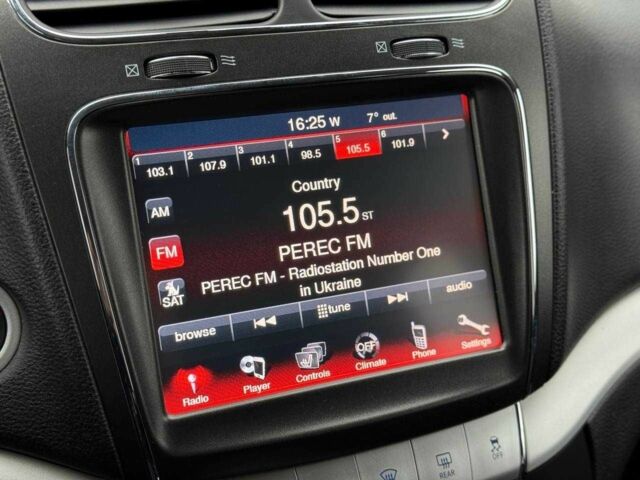 16:25 W 7° out.
1 103.1 2 107.9 3 101.1 4 98.5 5 105.5 6 101.9
Country
AM
105.5 ST
FM
PEREC FM
SAT
PEREC FM - Radiostation Number One
in Ukraine
browse tune audio
Radio Player Controls OFF Climate Phone Settings
REAR
OFF